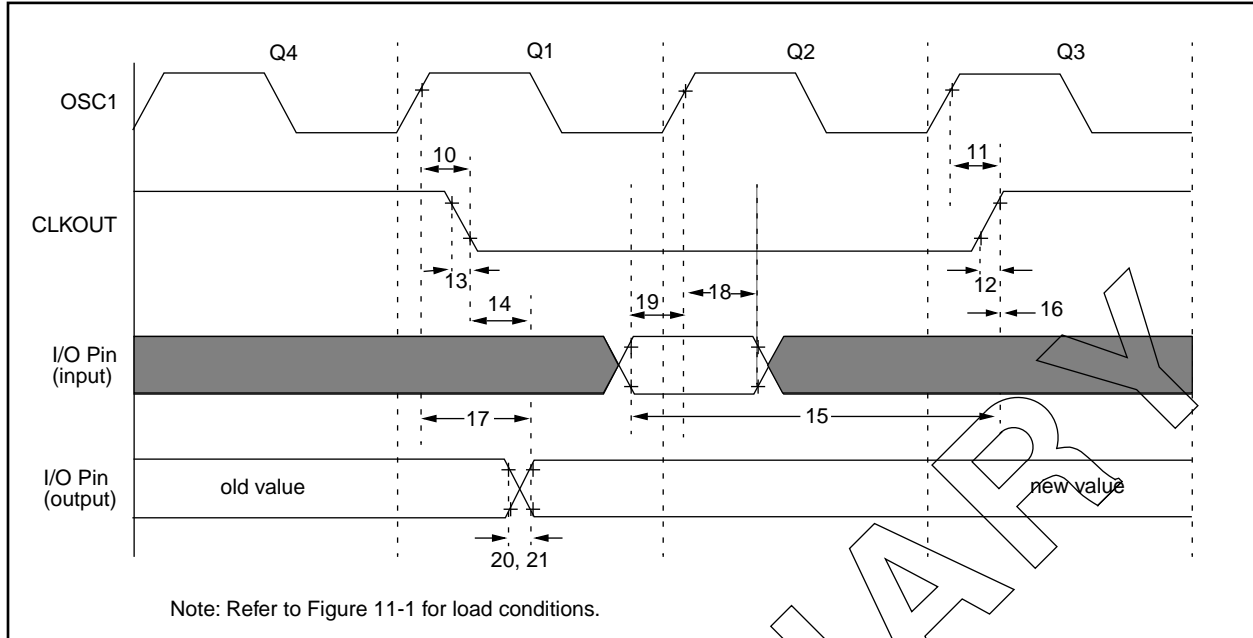 Q4 Q1 Q2 Q3
OSC1
10 11
CLKOUT
13 12
14 19 18 16
I/O Pin
(input)
17 15
I/O Pin
(output)
old value new value
20, 21
Note: Refer to Figure 11-1 for load conditions.
N A R Y